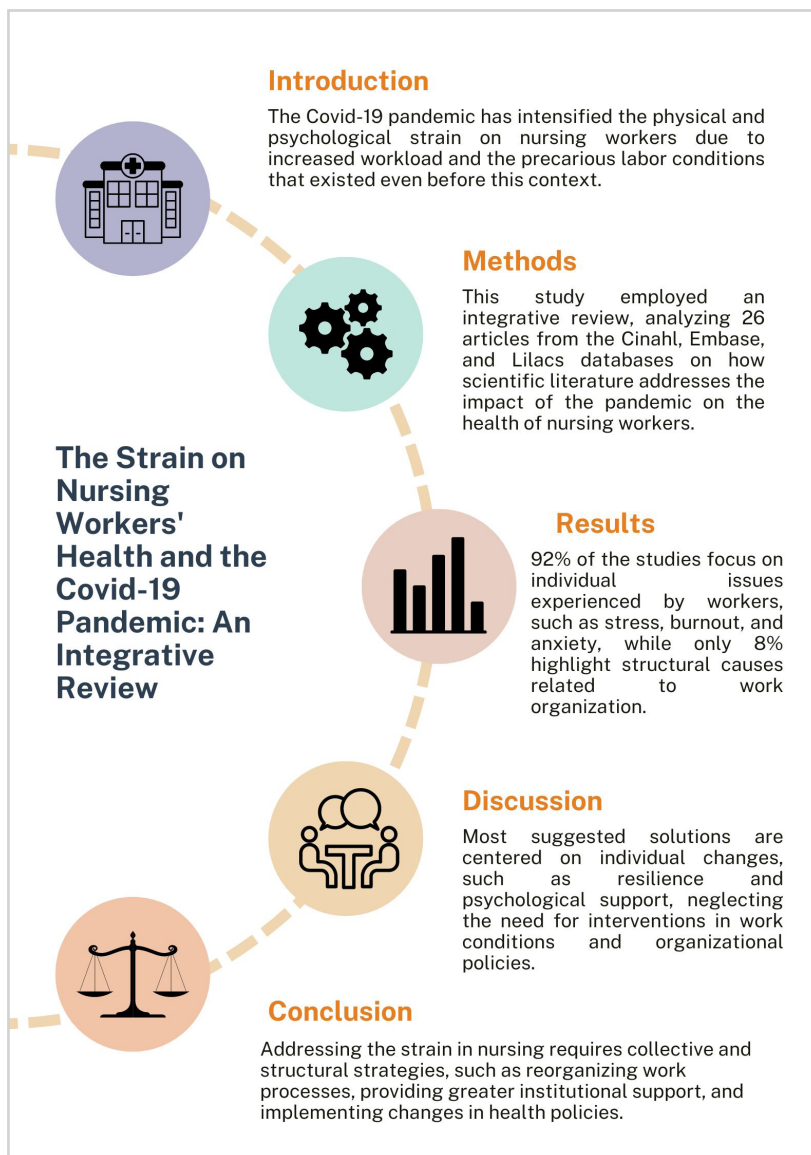 Introduction
The Covid-19 pandemic has intensified the physical and
psychological strain on nursing workers due to
increased workload and the precarious labor conditions
that existed even before this context.
Methods
This study employed an
integrative review, analyzing 26
articles from the Cinahl, Embase,
and Lilacs databases on how
scientific literature addresses the
impact of the pandemic on the
health of nursing workers.
The Strain on
Nursing
Workers'
Health and the
Covid-19
Pandemic: An
Integrative
Review
Results
92% of the studies focus on
individual issues
experienced by workers,
such as stress, burnout, and
anxiety, while only 8%
highlight structural causes
related to work
organization.
Discussion
Most suggested solutions are
centered on individual changes,
such as resilience and
psychological support, neglecting
the need for interventions in work
conditions and organizational
policies.
Conclusion
Addressing the strain in nursing requires collective and
structural strategies, such as reorganizing work
processes, providing greater institutional support, and
implementing changes in health policies.